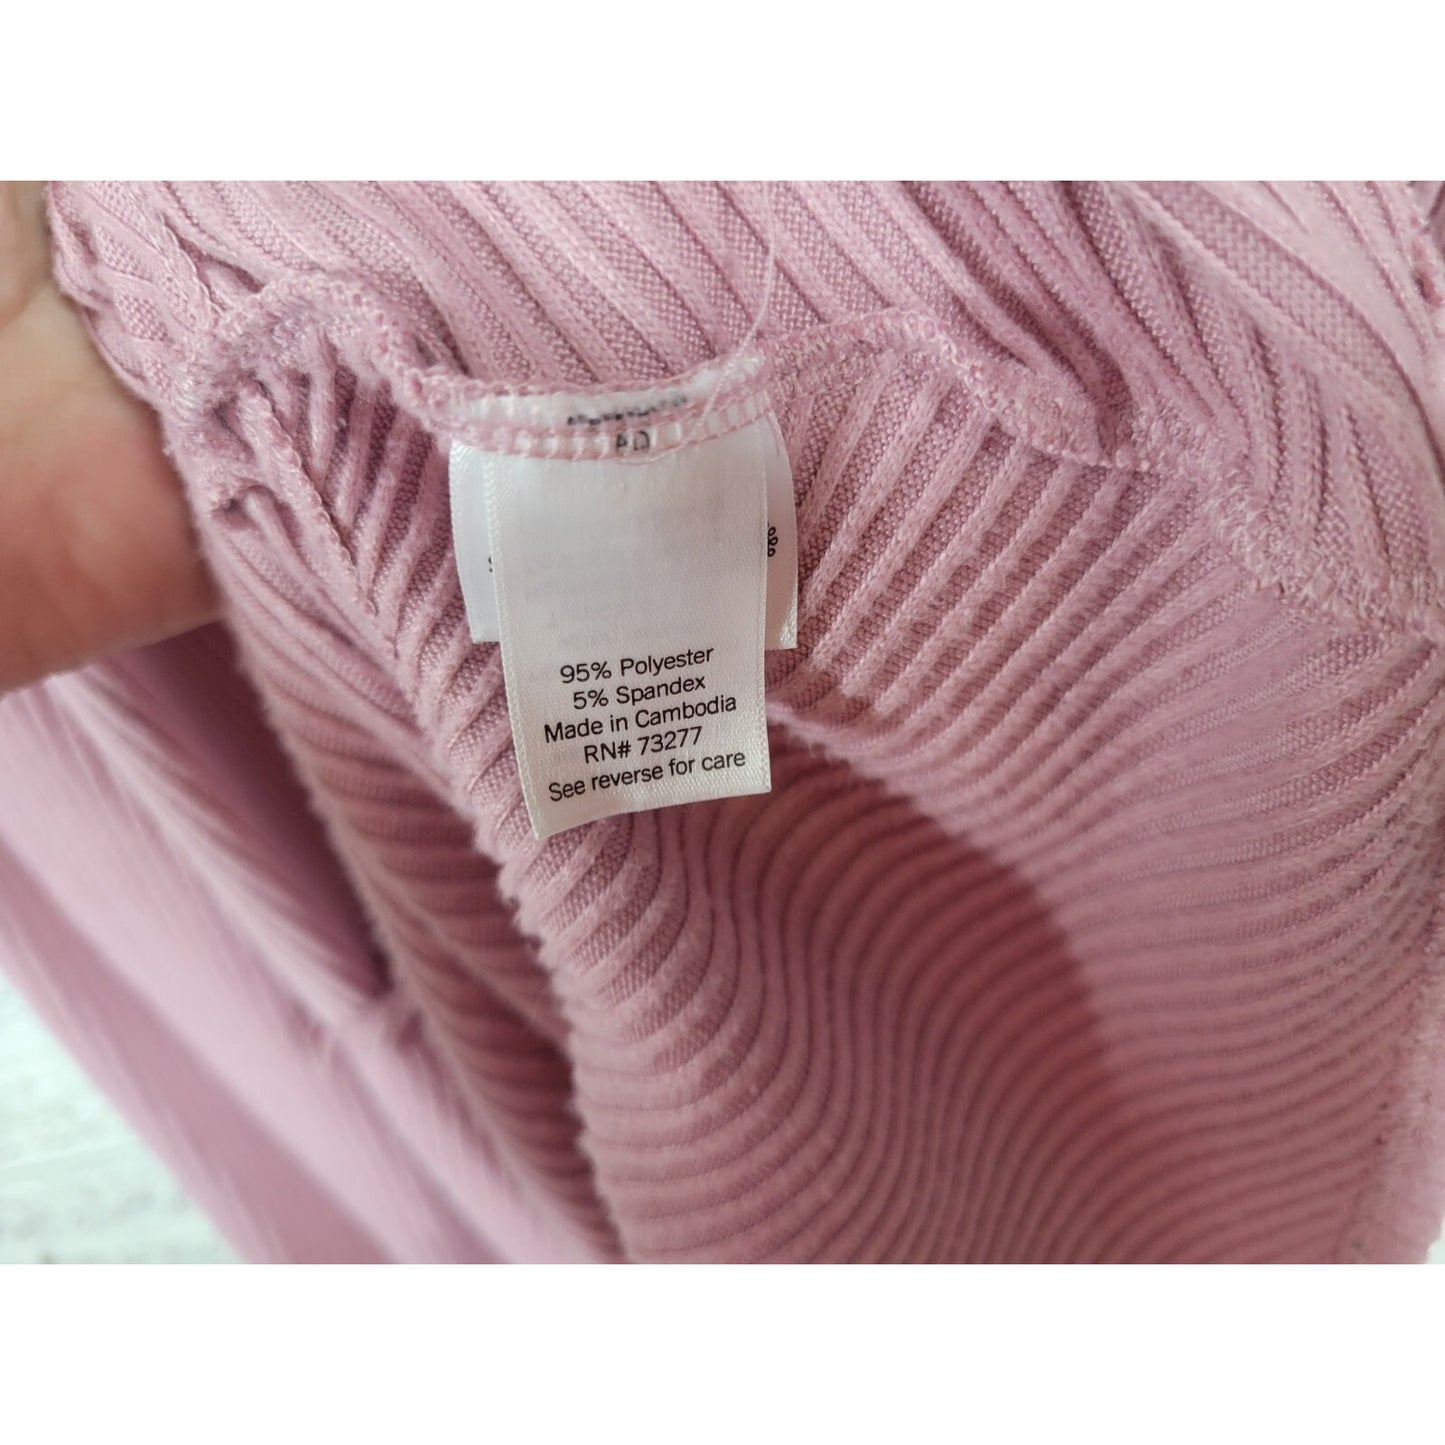 95% Polyester
5% Spandex
Made in Cambodia
RN# 73277
See reverse for care